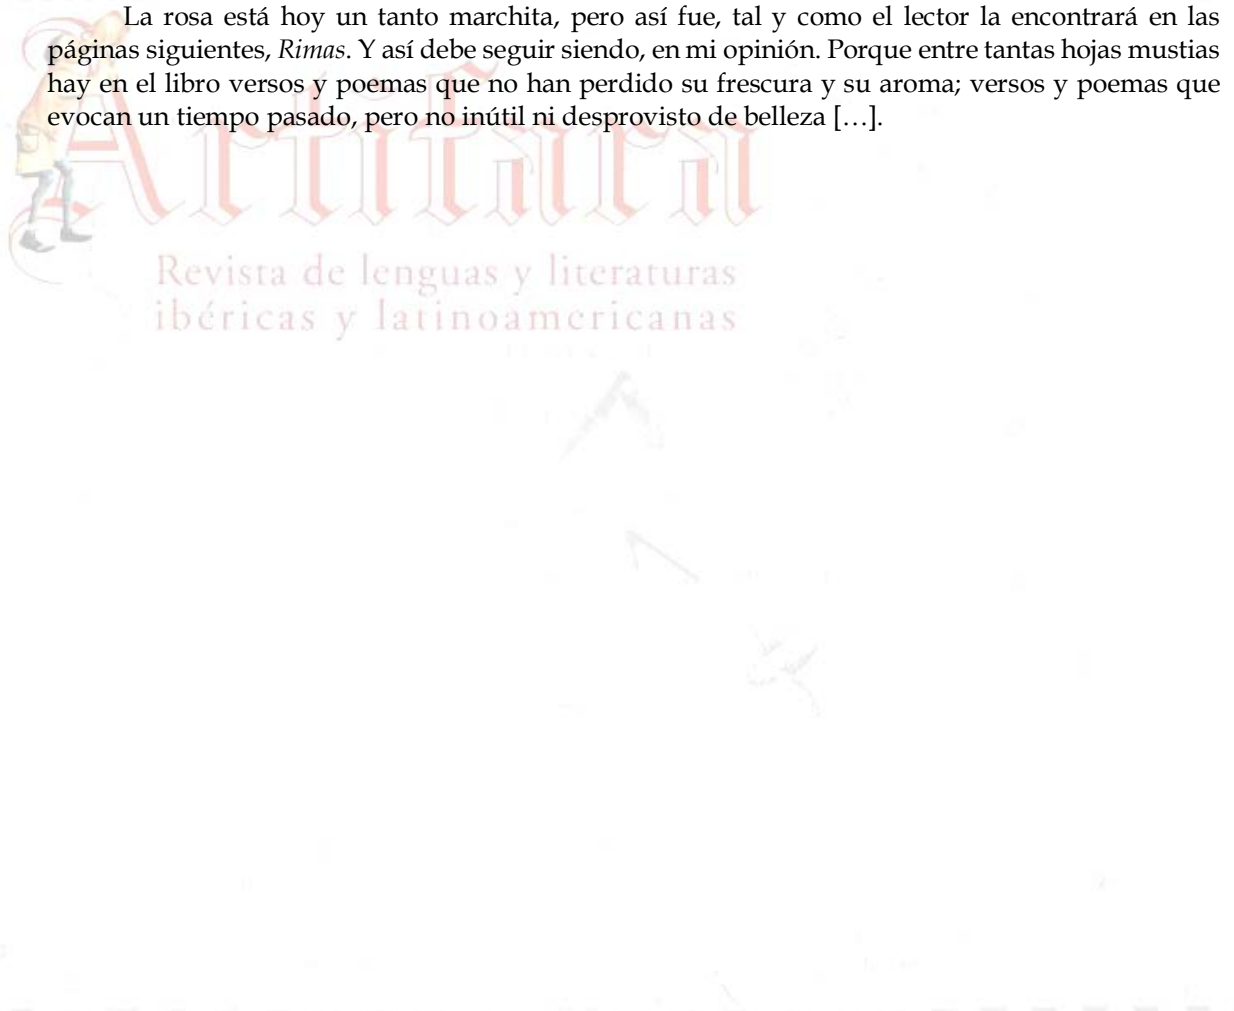 La rosa está hoy un tanto marchita, pero así fue, tal y como el lector la encontrará en las
páginas siguientes, Rimas. Y así debe seguir siendo, en mi opinión. Porque entre tantas hojas mustias
hay en el libro versos y poemas que no han perdido su frescura y su aroma; versos y poemas que
evocan un tiempo pasado, pero no inútil ni desprovisto de belleza […].
Artifara
Revista de lenguas y literaturas
ibéricas y latinoamericanas